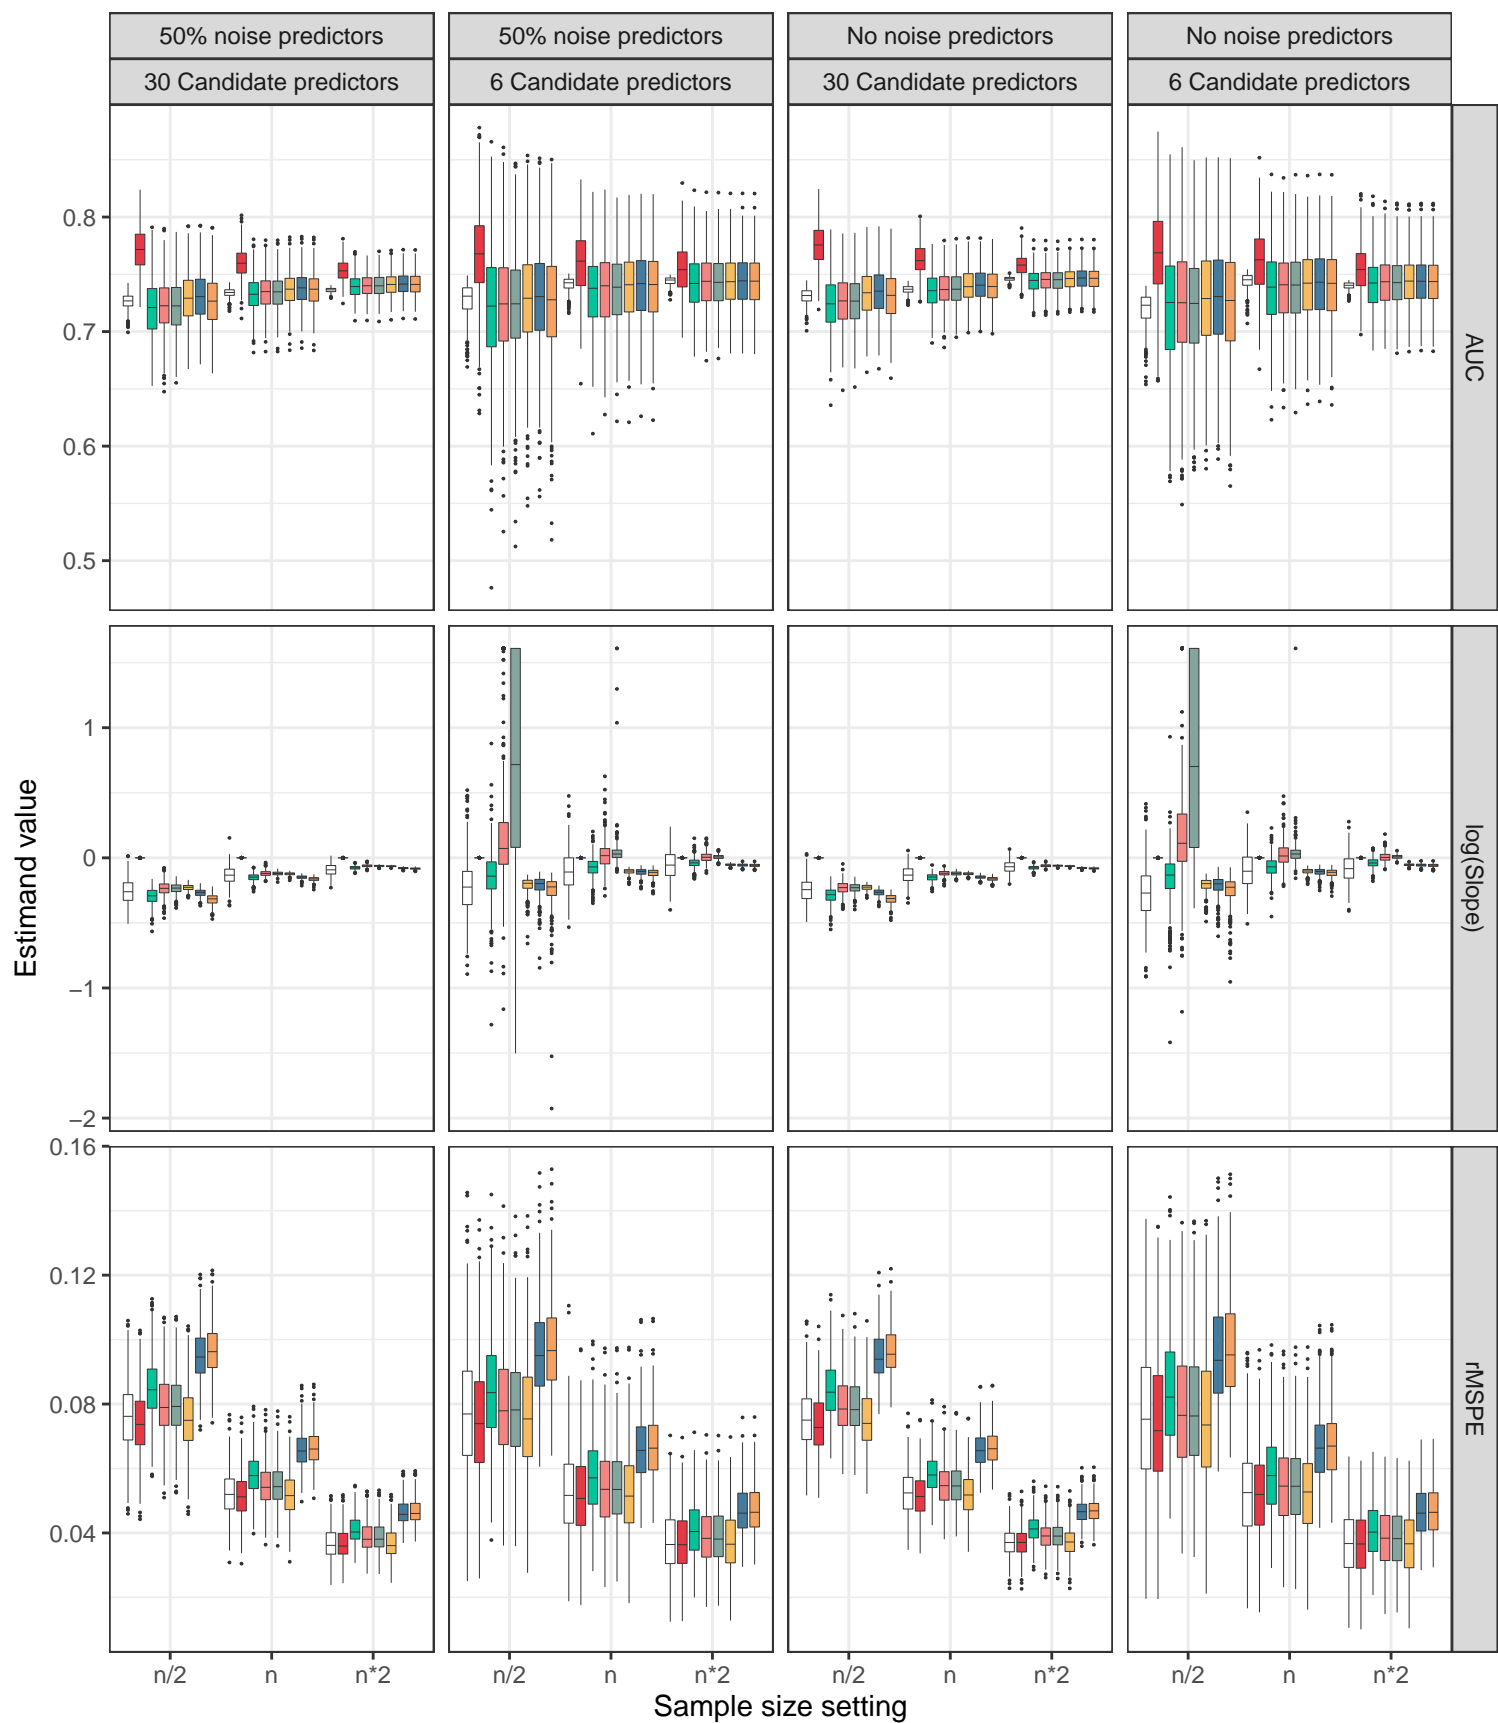 50% noise predictors
50% noise predictors
No noise predictors
No noise predictors
30 Candidate predictors
6 Candidate predictors
30 Candidate predictors
6 Candidate predictors
0.8
0.7
0.6
0.5
AUC
1
0
−1
−2
log(Slope)
0.16
0.12
0.08
0.04
rMSPE
Estimand value
n/2
n
n*2
n/2
n
n*2
n/2
n
n*2
n/2
n
n*2
Sample size setting